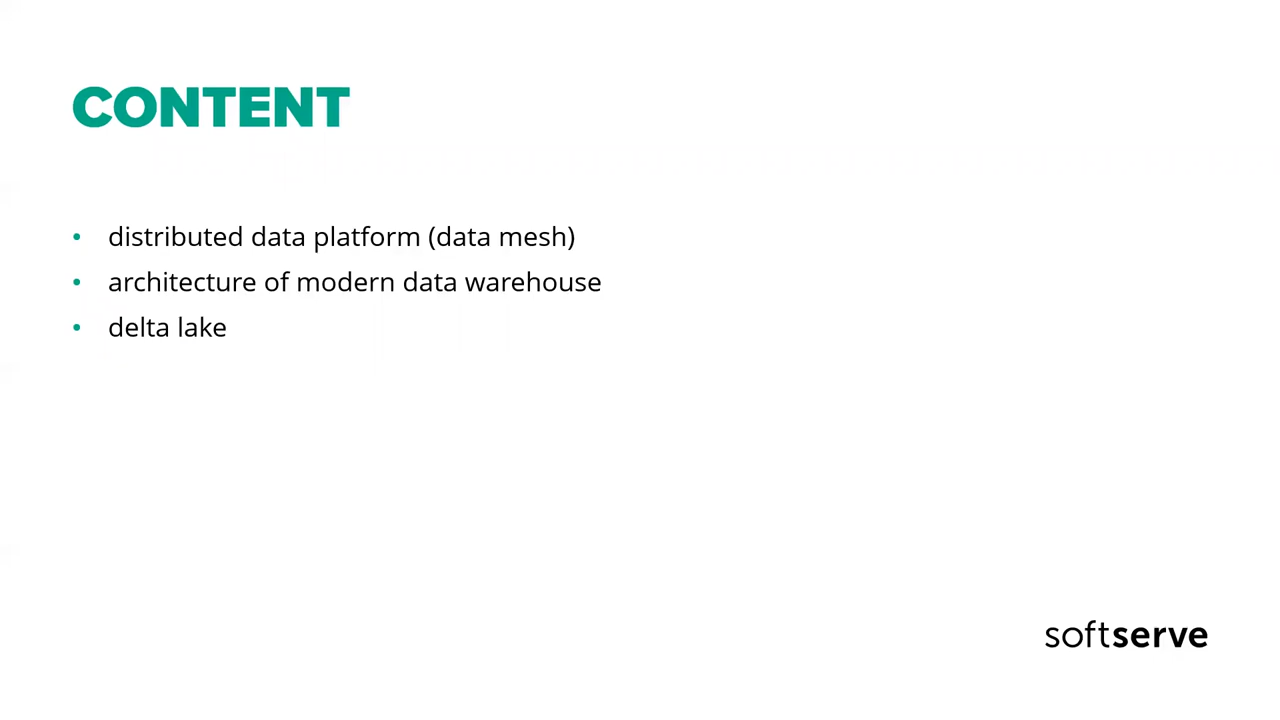 CONTENT
• distributed data platform (data mesh)
• architecture of modern data warehouse
• delta lake
softserve